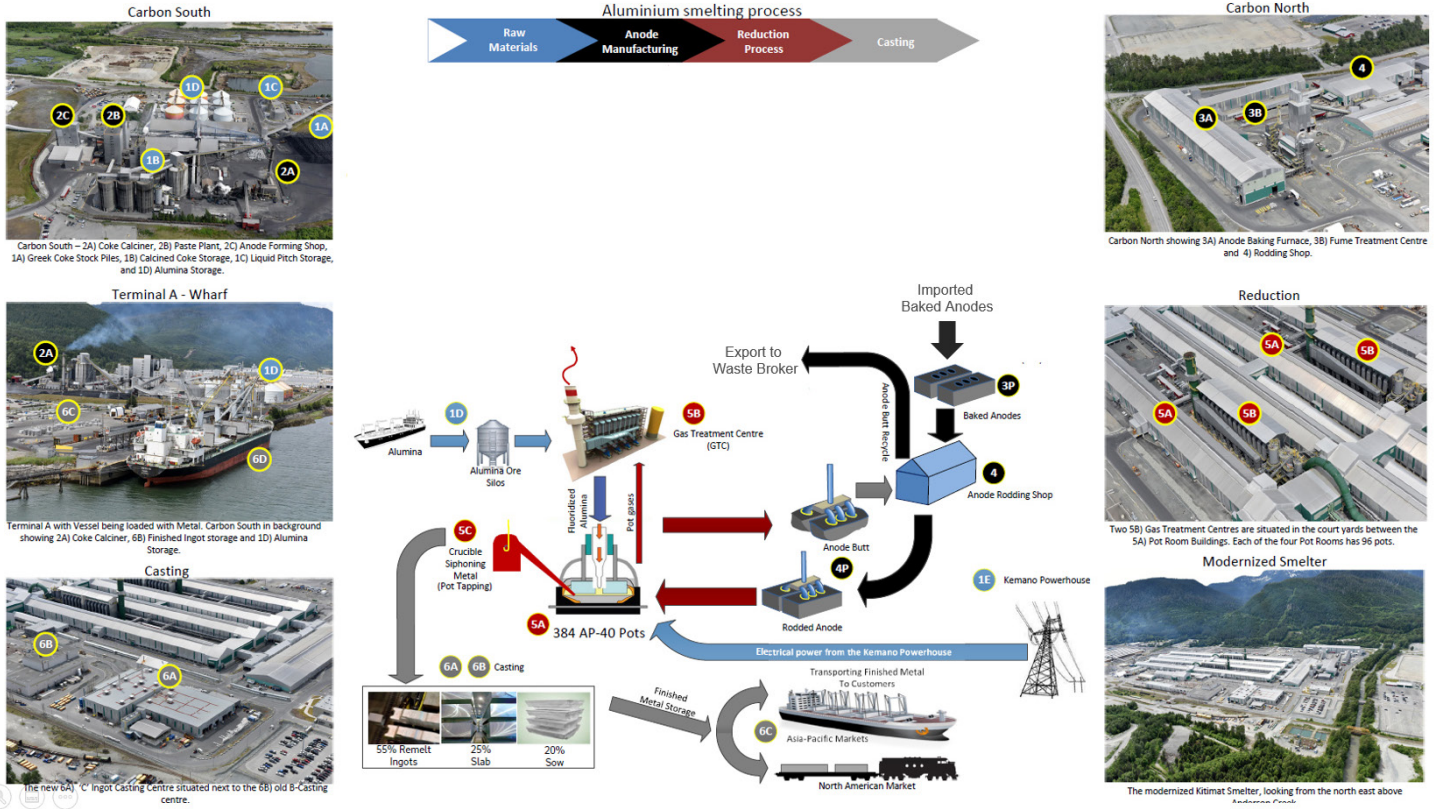 Carbon South
2C
2B
1D
1C
1A
1B
2A
Carbon South – 2A) Coke Calciner, 2B) Paste Plant, 2C) Anode Forming Shop,
1A) Greek Coke Stock Piles, 1B) Calcined Coke Storage, 1C) Liquid Pitch Storage,
and 1D) Alumina Storage.
Aluminium smelting process
Raw
Materials
Anode
Manufacturing
Reduction
Process
Casting
Carbon North
4
3A
3B
Carbon North showing 3A) Anode Baking Furnace, 3B) Fume Treatment Centre
and 4) Rodding Shop.
Terminal A - Wharf
2A
1D
6C
6D
Terminal A with Vessel being loaded with Metal. Carbon South in background
showing 2A) Coke Calciner, 6B) Finished Ingot storage and 1D) Alumina
Storage.
Casting
6B
6A
The new 6A) 'C' Ingot Casting Centre situated next to the 6B) old B-Casting
centre.
Imported
Baked Anodes
Export to
Waste Broker
3P
Baked Anodes
Anode Butt Recycle
1D
Alumina
Alumina Ore
Silos
5B
Gas Treatment Centre
(GTC)
4
Anode Rodding Shop
Fluoridized
Alumina
Pot gases
Anode Butt
5C
Crucible
Siphoning
Metal
(Pot Tapping)
4P
Rodded Anode
5A
384 AP-40 Pots
1E
Kemano Powerhouse
Electrical power from the Kemano Powerhouse
6A
6B
Casting
55% Remelt
Ingots
25%
Slab
20%
Sow
Finished
Metal Storage
Transporting Finished Metal
To Customers
6C
Asia-Pacific Markets
North American Market
Reduction
5A
5B
5A
5B
Two 5B) Gas Treatment Centres are situated in the court yards between the
5A) Pot Room Buildings. Each of the four Pot Rooms has 96 pots.
Modernized Smelter
The modernized Kitimat Smelter, looking from the north east above
Anderson Creek